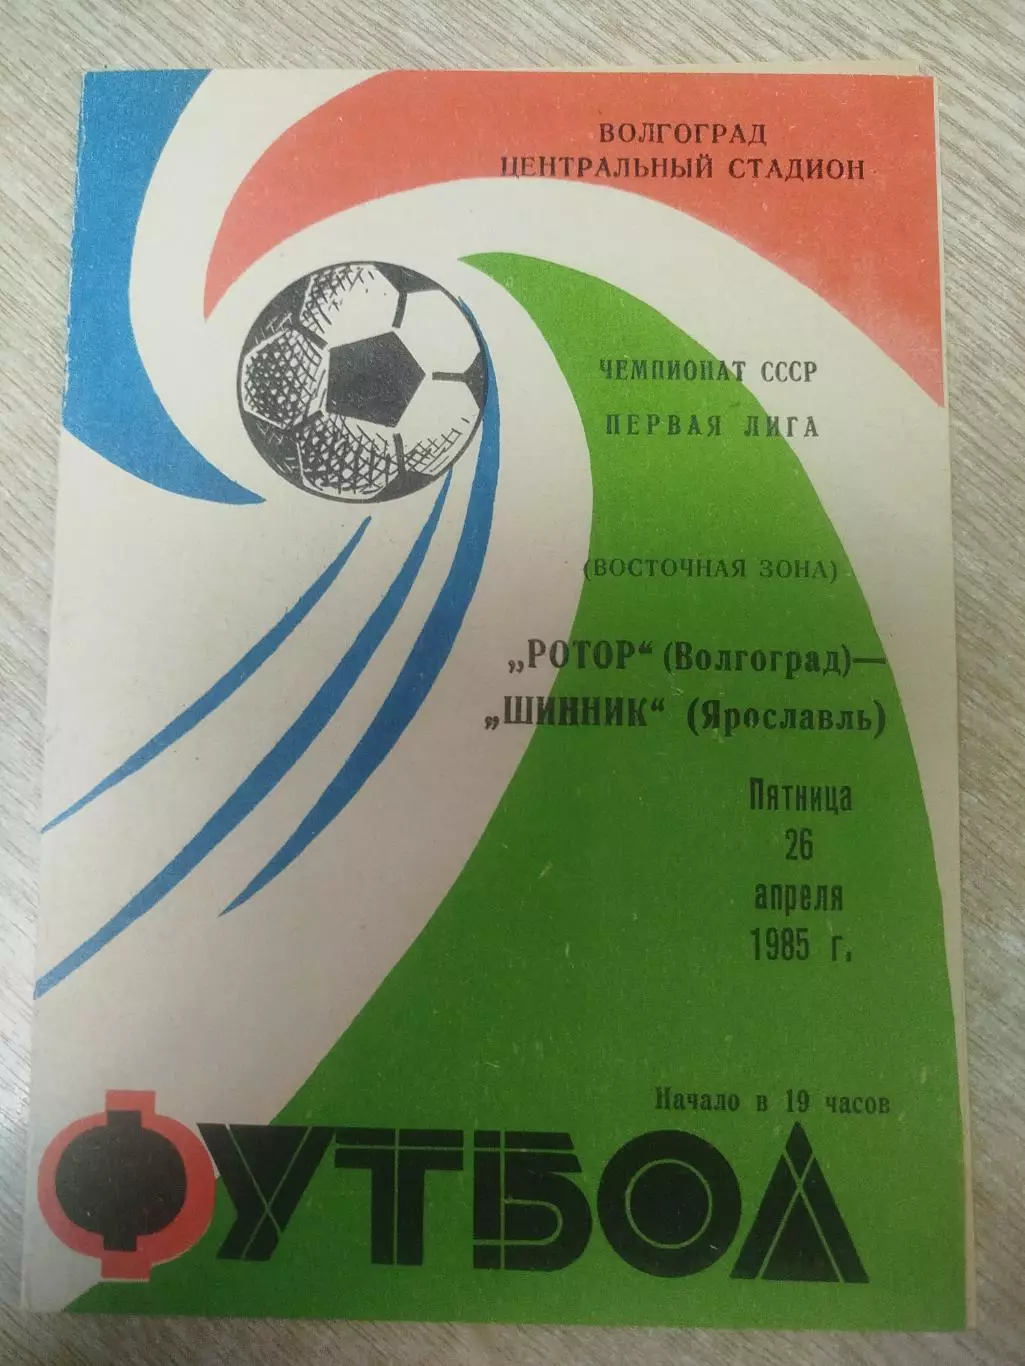 ВОЛГОГРАД
ЦЕНТРАЛЬНЫЙ СТАДИОН
ЧЕМПИОНАТ СССР
ПЕРВАЯ ЛИГА
(ВОСТОЧНАЯ ЗОНА)
„РОТОР“ (Волгоград)—
„ШИННИК“ (Ярославль)
Пятница
26
апреля
1985 г.
Начало в 19 часов
ФУТБОЛ